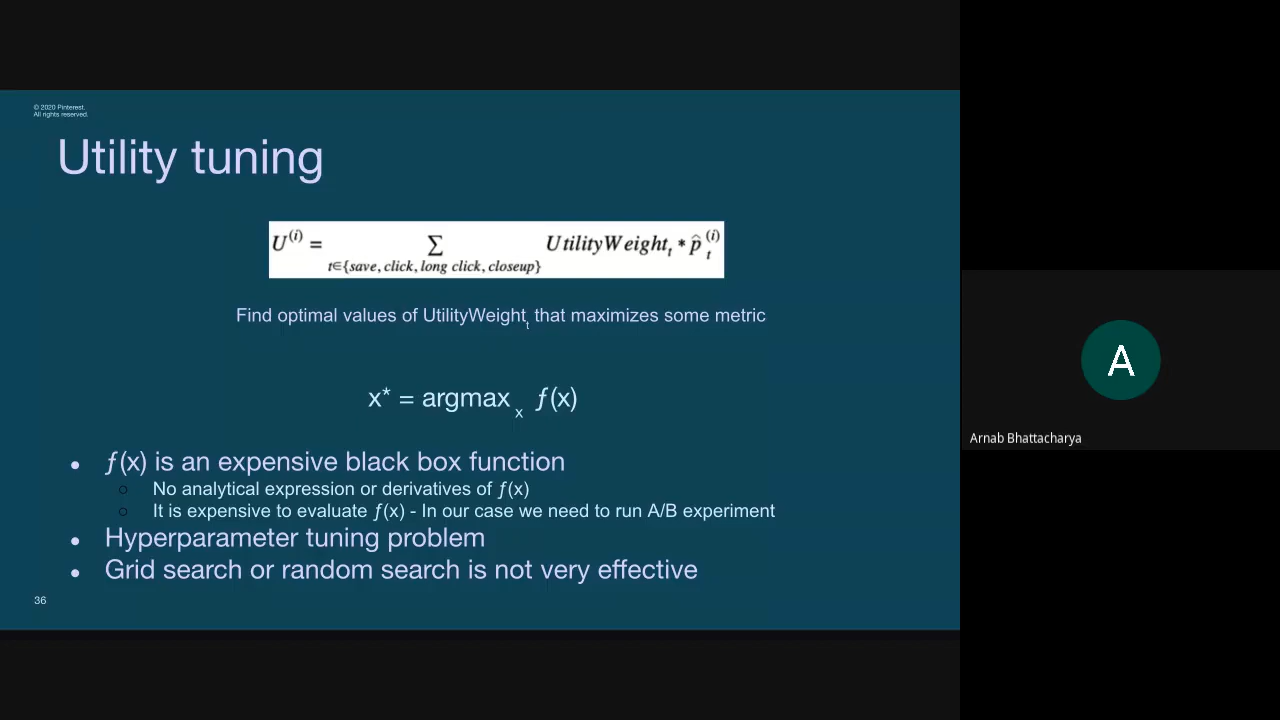 © 2020 Pinterest.
All rights reserved.
Utility tuning
U^(i) = ∑ UtilityWeight_t * p̂_t^(i)
t∈{save, click, long click, closeup}
Find optimal values of UtilityWeight_t that maximizes some metric
x* = argmax_x ƒ(x)
● ƒ(x) is an expensive black box function
○ No analytical expression or derivatives of ƒ(x)
○ It is expensive to evaluate ƒ(x) - In our case we need to run A/B experiment
● Hyperparameter tuning problem
● Grid search or random search is not very effective
36
A
Arnab Bhattacharya